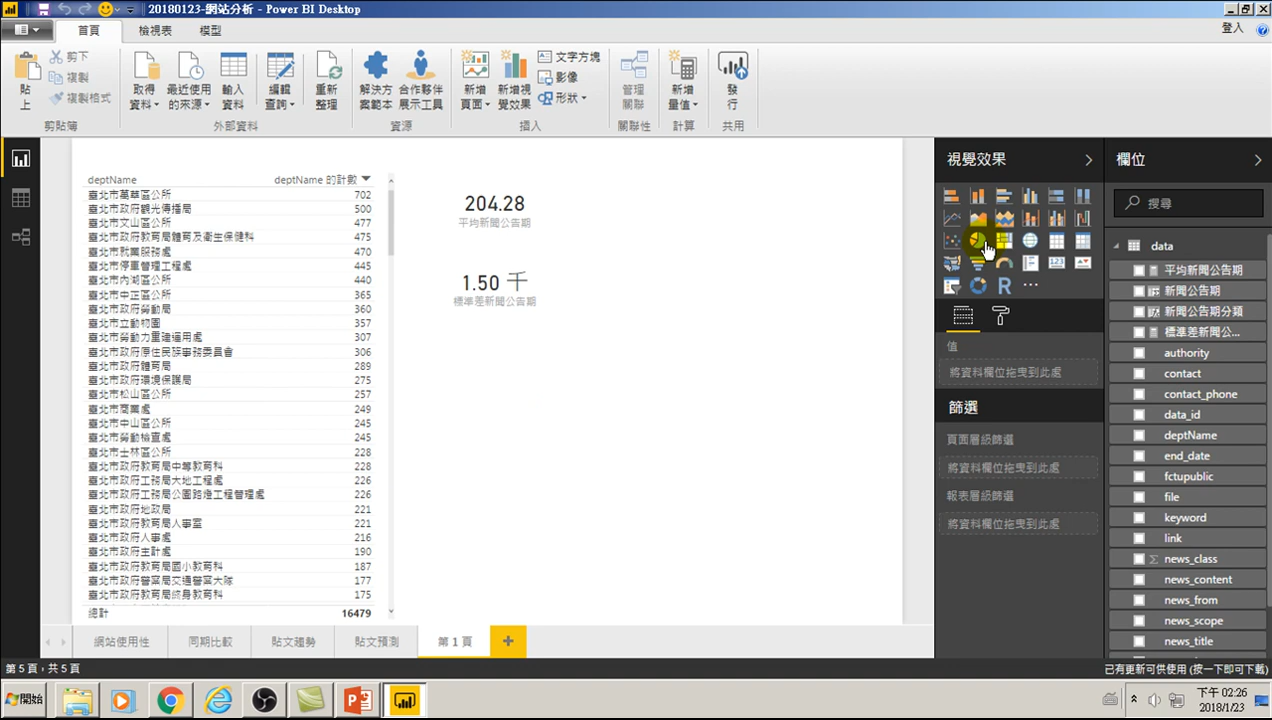 20180123-網站分析 - Power BI Desktop
首頁
檢視表
模型
登入
貼上
剪下
複製
複製格式
剪貼簿
取得資料
最近使用的來源
輸入資料
編輯查詢
重新整理
外部資料
解決方案範本
合作夥伴展示工具
資源
新增頁面
新增視覺效果
文字方塊
影像
形狀
插入
管理關聯
關聯性
新增量值
計算
發行
共用
deptName deptName 的計數
臺北市萬華區公所 702
臺北市政府觀光傳播局 500
臺北市文山區公所 477
臺北市政府教育局體育及衛生保健科 475
臺北市就業服務處 470
臺北市停車管理工程處 445
臺北市內湖區公所 440
臺北市中正區公所 365
臺北市政府勞動局 360
臺北市立動物園 357
臺北市勞動力重建運用處 307
臺北市政府原住民族事務委員會 306
臺北市政府體育局 289
臺北市政府環境保護局 275
臺北市松山區公所 257
臺北市商業處 249
臺北市中山區公所 245
臺北市勞動檢查處 245
臺北市士林區公所 228
臺北市政府教育局中等教育科 228
臺北市政府工務局大地工程處 226
臺北市政府工務局公園路燈工程管理處 226
臺北市政府地政局 221
臺北市政府教育局人事室 221
臺北市政府人事處 216
臺北市政府主計處 190
臺北市政府教育局國小教育科 187
臺北市政府警察局交通警察大隊 177
臺北市政府教育局終身教育科 175
總計 16479
204.28
平均新聞公告期
1.50 千
標準差新聞公告期
視覺效果
值
將資料欄位拖曳到此處
篩選
頁面層級篩選
將資料欄位拖曳到此處
報表層級篩選
將資料欄位拖曳到此處
欄位
搜尋
data
平均新聞公告期
新聞公告期
新聞公告期分類
標準差新聞公...
authority
contact
contact_phone
data_id
deptName
end_date
fctupublic
file
keyword
link
news_class
news_content
news_from
news_scope
news_title
網站使用性
同期比較
貼文趨勢
貼文預測
第 1 頁
第 5 頁，共 5 頁
已有更新可供使用 (按一下即可下載)
開始
下午 02:26
2018/1/23